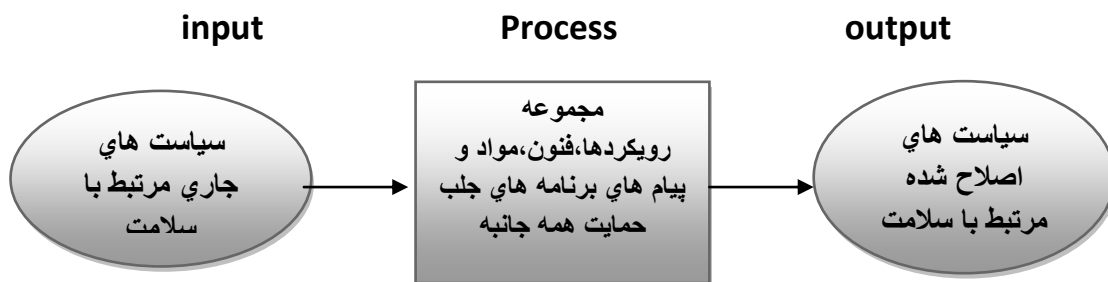 input Process output
سياست هاي
جاري مرتبط با
سلامت
مجموعه
رويكردها،فنون،مواد و
پيام هاي برنامه هاي جلب
حمايت همه جانبه
سياست هاي
اصلاح شده
مرتبط با سلامت